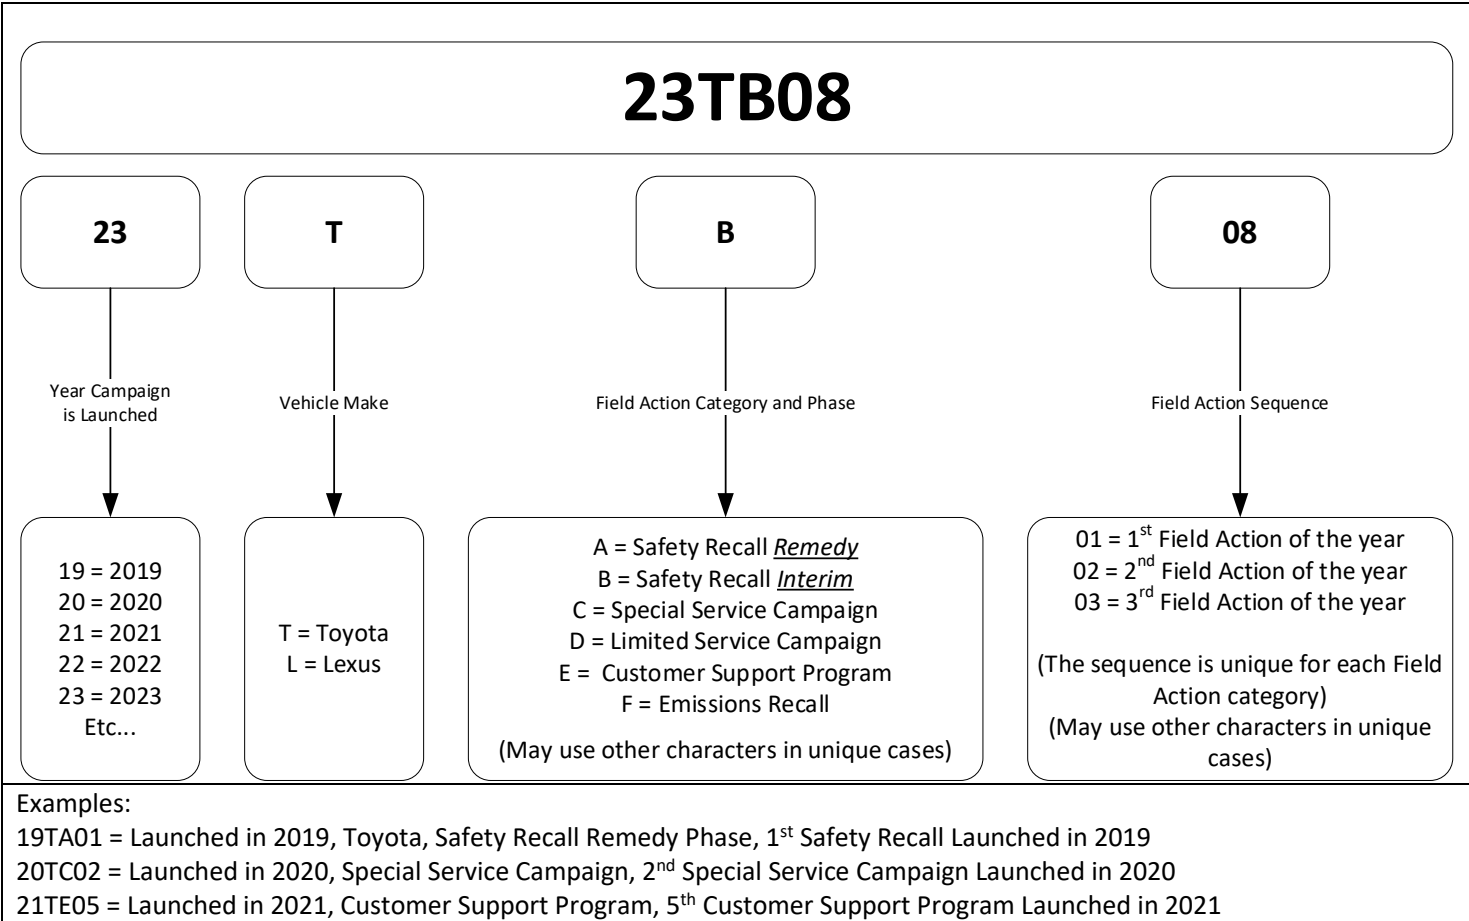 23TB08
23
T
B
08
Year Campaign
is Launched
Vehicle Make
Field Action Category and Phase
Field Action Sequence
19 = 2019
20 = 2020
21 = 2021
22 = 2022
23 = 2023
Etc...
T = Toyota
L = Lexus
A = Safety Recall Remedy
B = Safety Recall Interim
C = Special Service Campaign
D = Limited Service Campaign
E =  Customer Support Program
F = Emissions Recall
(May use other characters in unique cases)
01 = 1st Field Action of the year
02 = 2nd Field Action of the year
03 = 3rd Field Action of the year
(The sequence is unique for each Field
Action category)
(May use other characters in unique
cases)
Examples:
19TA01 = Launched in 2019, Toyota, Safety Recall Remedy Phase, 1st Safety Recall Launched in 2019
20TC02 = Launched in 2020, Special Service Campaign, 2nd Special Service Campaign Launched in 2020
21TE05 = Launched in 2021, Customer Support Program, 5th Customer Support Program Launched in 2021